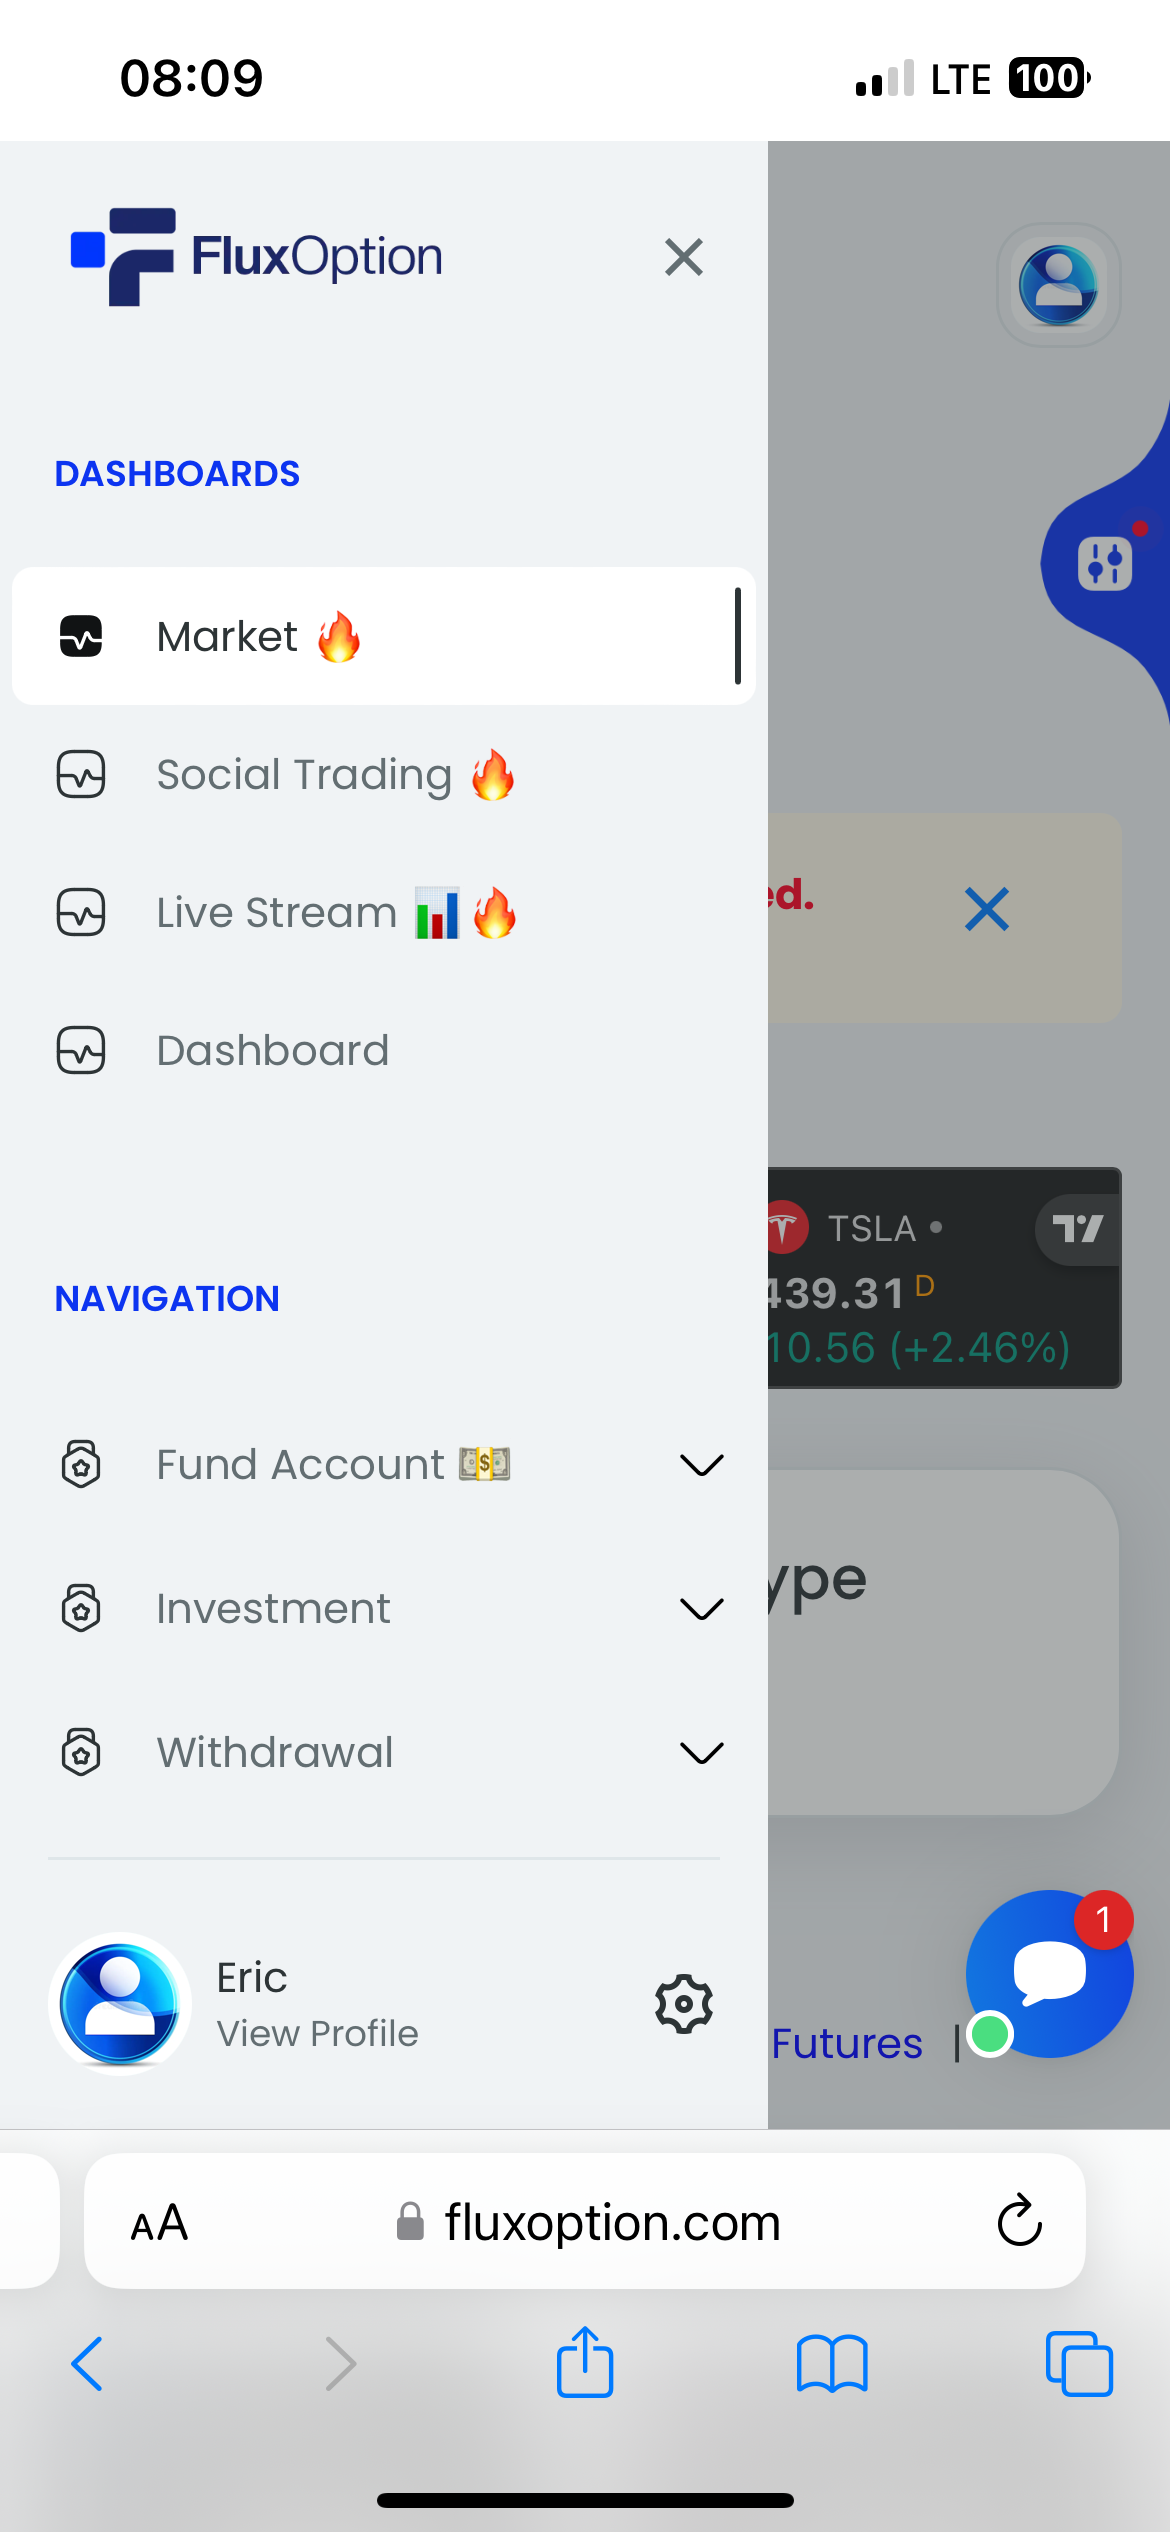 08:09
LTE 100
FluxOption
DASHBOARDS
Market 🔥
Social Trading 🔥
Live Stream 📊🔥
ed.
Dashboard
TSLA
439.31 D
10.56 (+2.46%)
NAVIGATION
Fund Account 💵
ype
Investment
Withdrawal
1
Eric
View Profile
Futures |
AA fluxoption.com